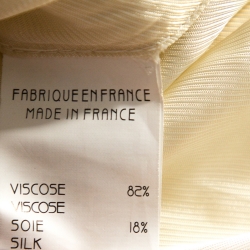 FABRIQUE EN FRANCE
MADE IN FRANCE
VISCOSE 82%
VISCOSE
SOIE 18%
SILK